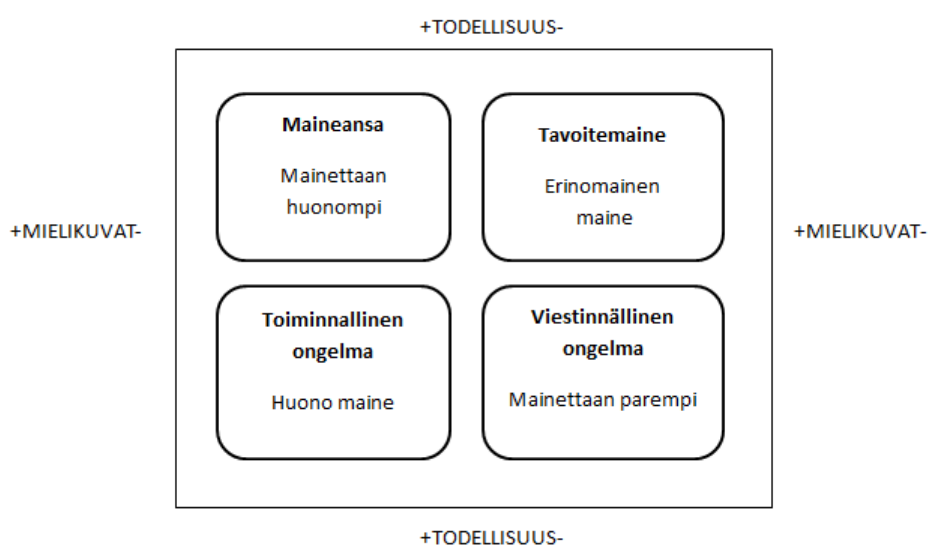 +TODELLISUUS-
Maineansa
Mainettaan
huonompi
Tavoitemaine
Erinomainen
maine
+MIELIKUVAT-
+MIELIKUVAT-
Toiminnallinen
ongelma
Huono maine
Viestinnällinen
ongelma
Mainettaan parempi
+TODELLISUUS-